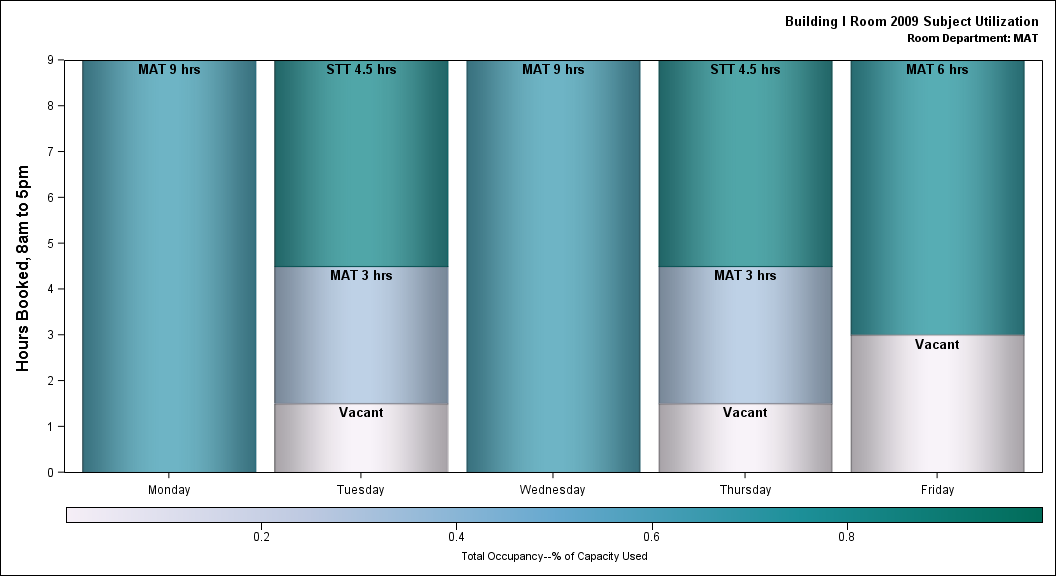 Building I Room 2009 Subject Utilization
Room Department: MAT
Hours Booked, 8am to 5pm
9
8
7
6
5
4
3
2
1
0
MAT 9 hrs
STT 4.5 hrs
MAT 3 hrs
Vacant
MAT 9 hrs
STT 4.5 hrs
MAT 3 hrs
Vacant
MAT 6 hrs
Vacant
Monday Tuesday Wednesday Thursday Friday
0.2 0.4 0.6 0.8
Total Occupancy--% of Capacity Used